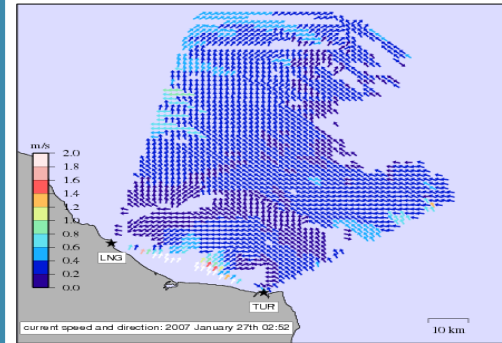 m/s
2.0
1.8
1.6
1.4
1.2
1.0
0.8
0.6
0.4
0.2
0.0
LNG
TUR
current speed and direction: 2007 January 27th 02:52
10 km